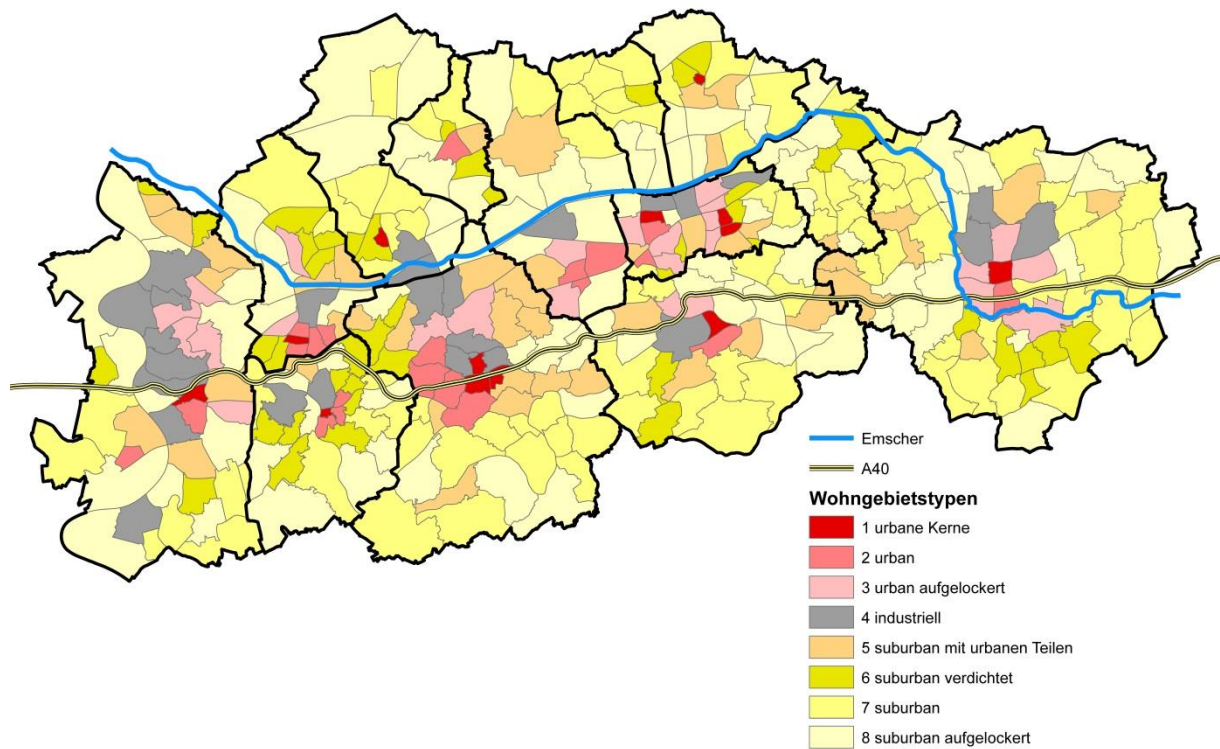 Emscher
A40
Wohngebietstypen
1 urbane Kerne
2 urban
3 urban aufgelockert
4 industriell
5 suburban mit urbanen Teilen
6 suburban verdichtet
7 suburban
8 suburban aufgelockert